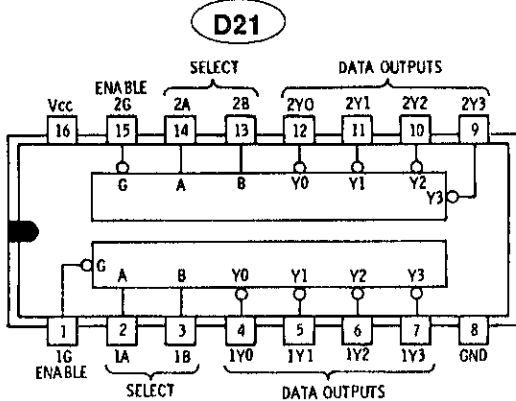 D21
SELECT DATA OUTPUTS
ENABLE
Vcc 2G 2A 2B 2Y0 2Y1 2Y2 2Y3
16 15 14 13 12 11 10 9
G A B Y0 Y1 Y2
Y3
G
A B Y0 Y1 Y2 Y3
1 2 3 4 5 6 7 8
1G 1A 1B 1Y0 1Y1 1Y2 1Y3 GND
ENABLE
SELECT DATA OUTPUTS